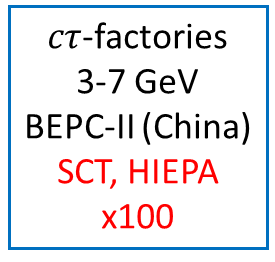 𝑐𝜏-factories
3-7 GeV
BEPC-II (China)
SCT, HIEPA
x100